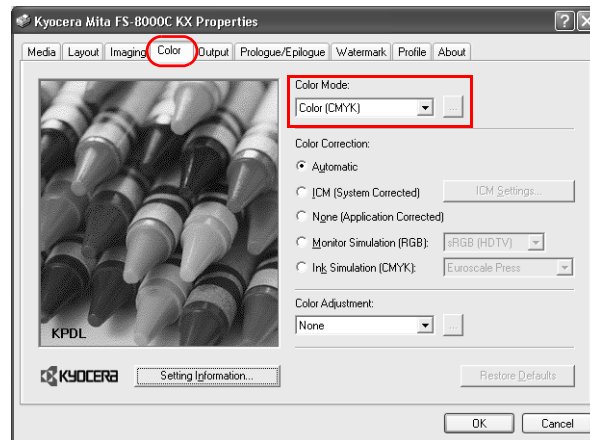 Kyocera Mita FS-8000C KX Properties
Media Layout Imaging Color Output Prologue/Epilogue Watermark Profile About
Color Mode:
Color (CMYK) ...
Color Correction:
Automatic
ICM (System Corrected) ICM Settings...
None (Application Corrected)
Monitor Simulation (RGB): sRGB (HDTV)
Ink Simulation (CMYK): Euroscale Press
Color Adjustment:
None ...
KPDL
KYOCERA Setting Information... Restore Defaults
OK Cancel